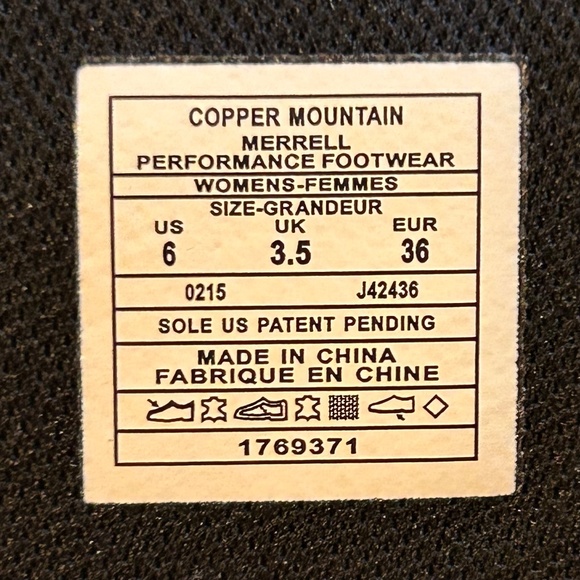 COPPER MOUNTAIN
MERRELL
PERFORMANCE FOOTWEAR
WOMENS-FEMMES
SIZE-GRANDEUR
US UK EUR
6 3.5 36
0215 J42436
SOLE US PATENT PENDING
MADE IN CHINA
FABRIQUE EN CHINE
1769371